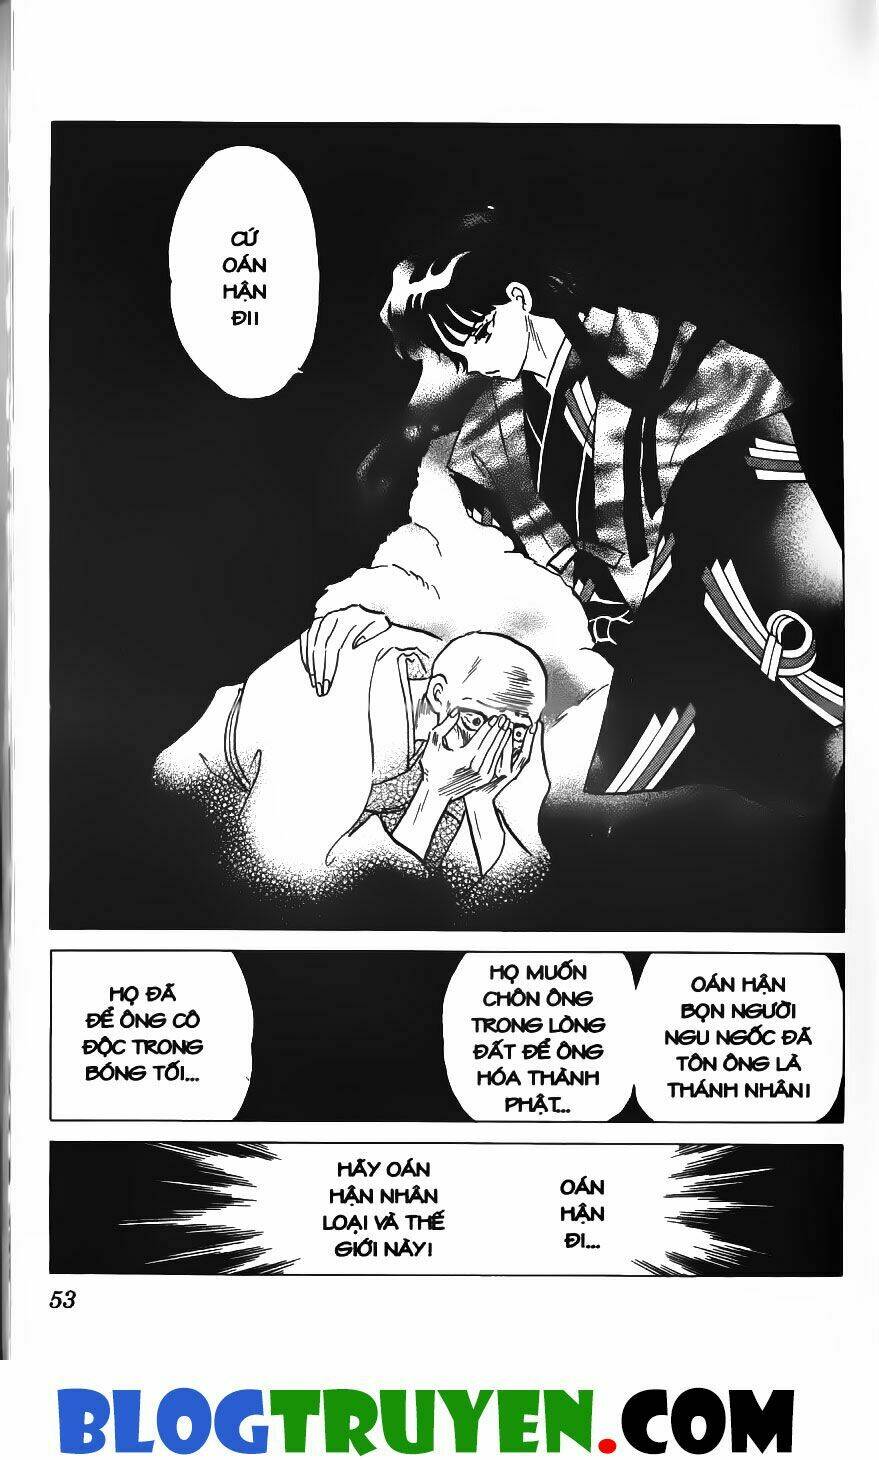 CỨ
OÁN
HẬN
ĐI!
OÁN HẬN
BỌN NGƯỜI
NGU NGỐC ĐÃ
TÔN ÔNG LÀ
THÁNH NHÂN!
HỌ MUỐN
CHÔN ÔNG
TRONG LÒNG
ĐẤT ĐỂ ÔNG
HÓA THÀNH
PHẬT...
HỌ ĐÃ
ĐỂ ÔNG CÔ
ĐỘC TRONG
BÓNG TỐI...
OÁN
HẬN
ĐI...
HÃY OÁN
HẬN NHÂN
LOẠI VÀ THẾ
GIỚI NÀY!
53
BLOGTRUYEN.COM